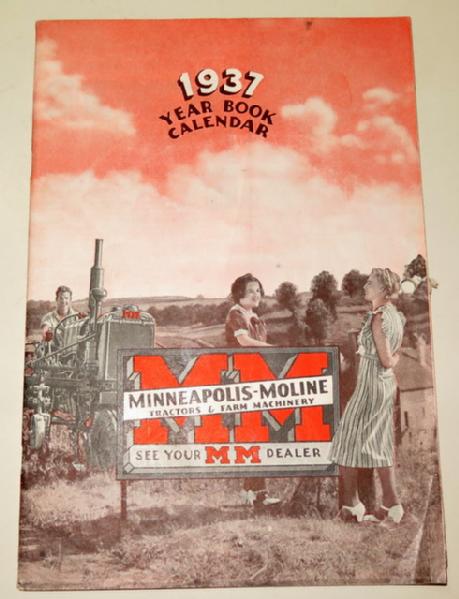 1937
YEAR BOOK
CALENDAR
MM
MINNEAPOLIS-MOLINE
TRACTORS & FARM MACHINERY
SEE YOUR MM DEALER